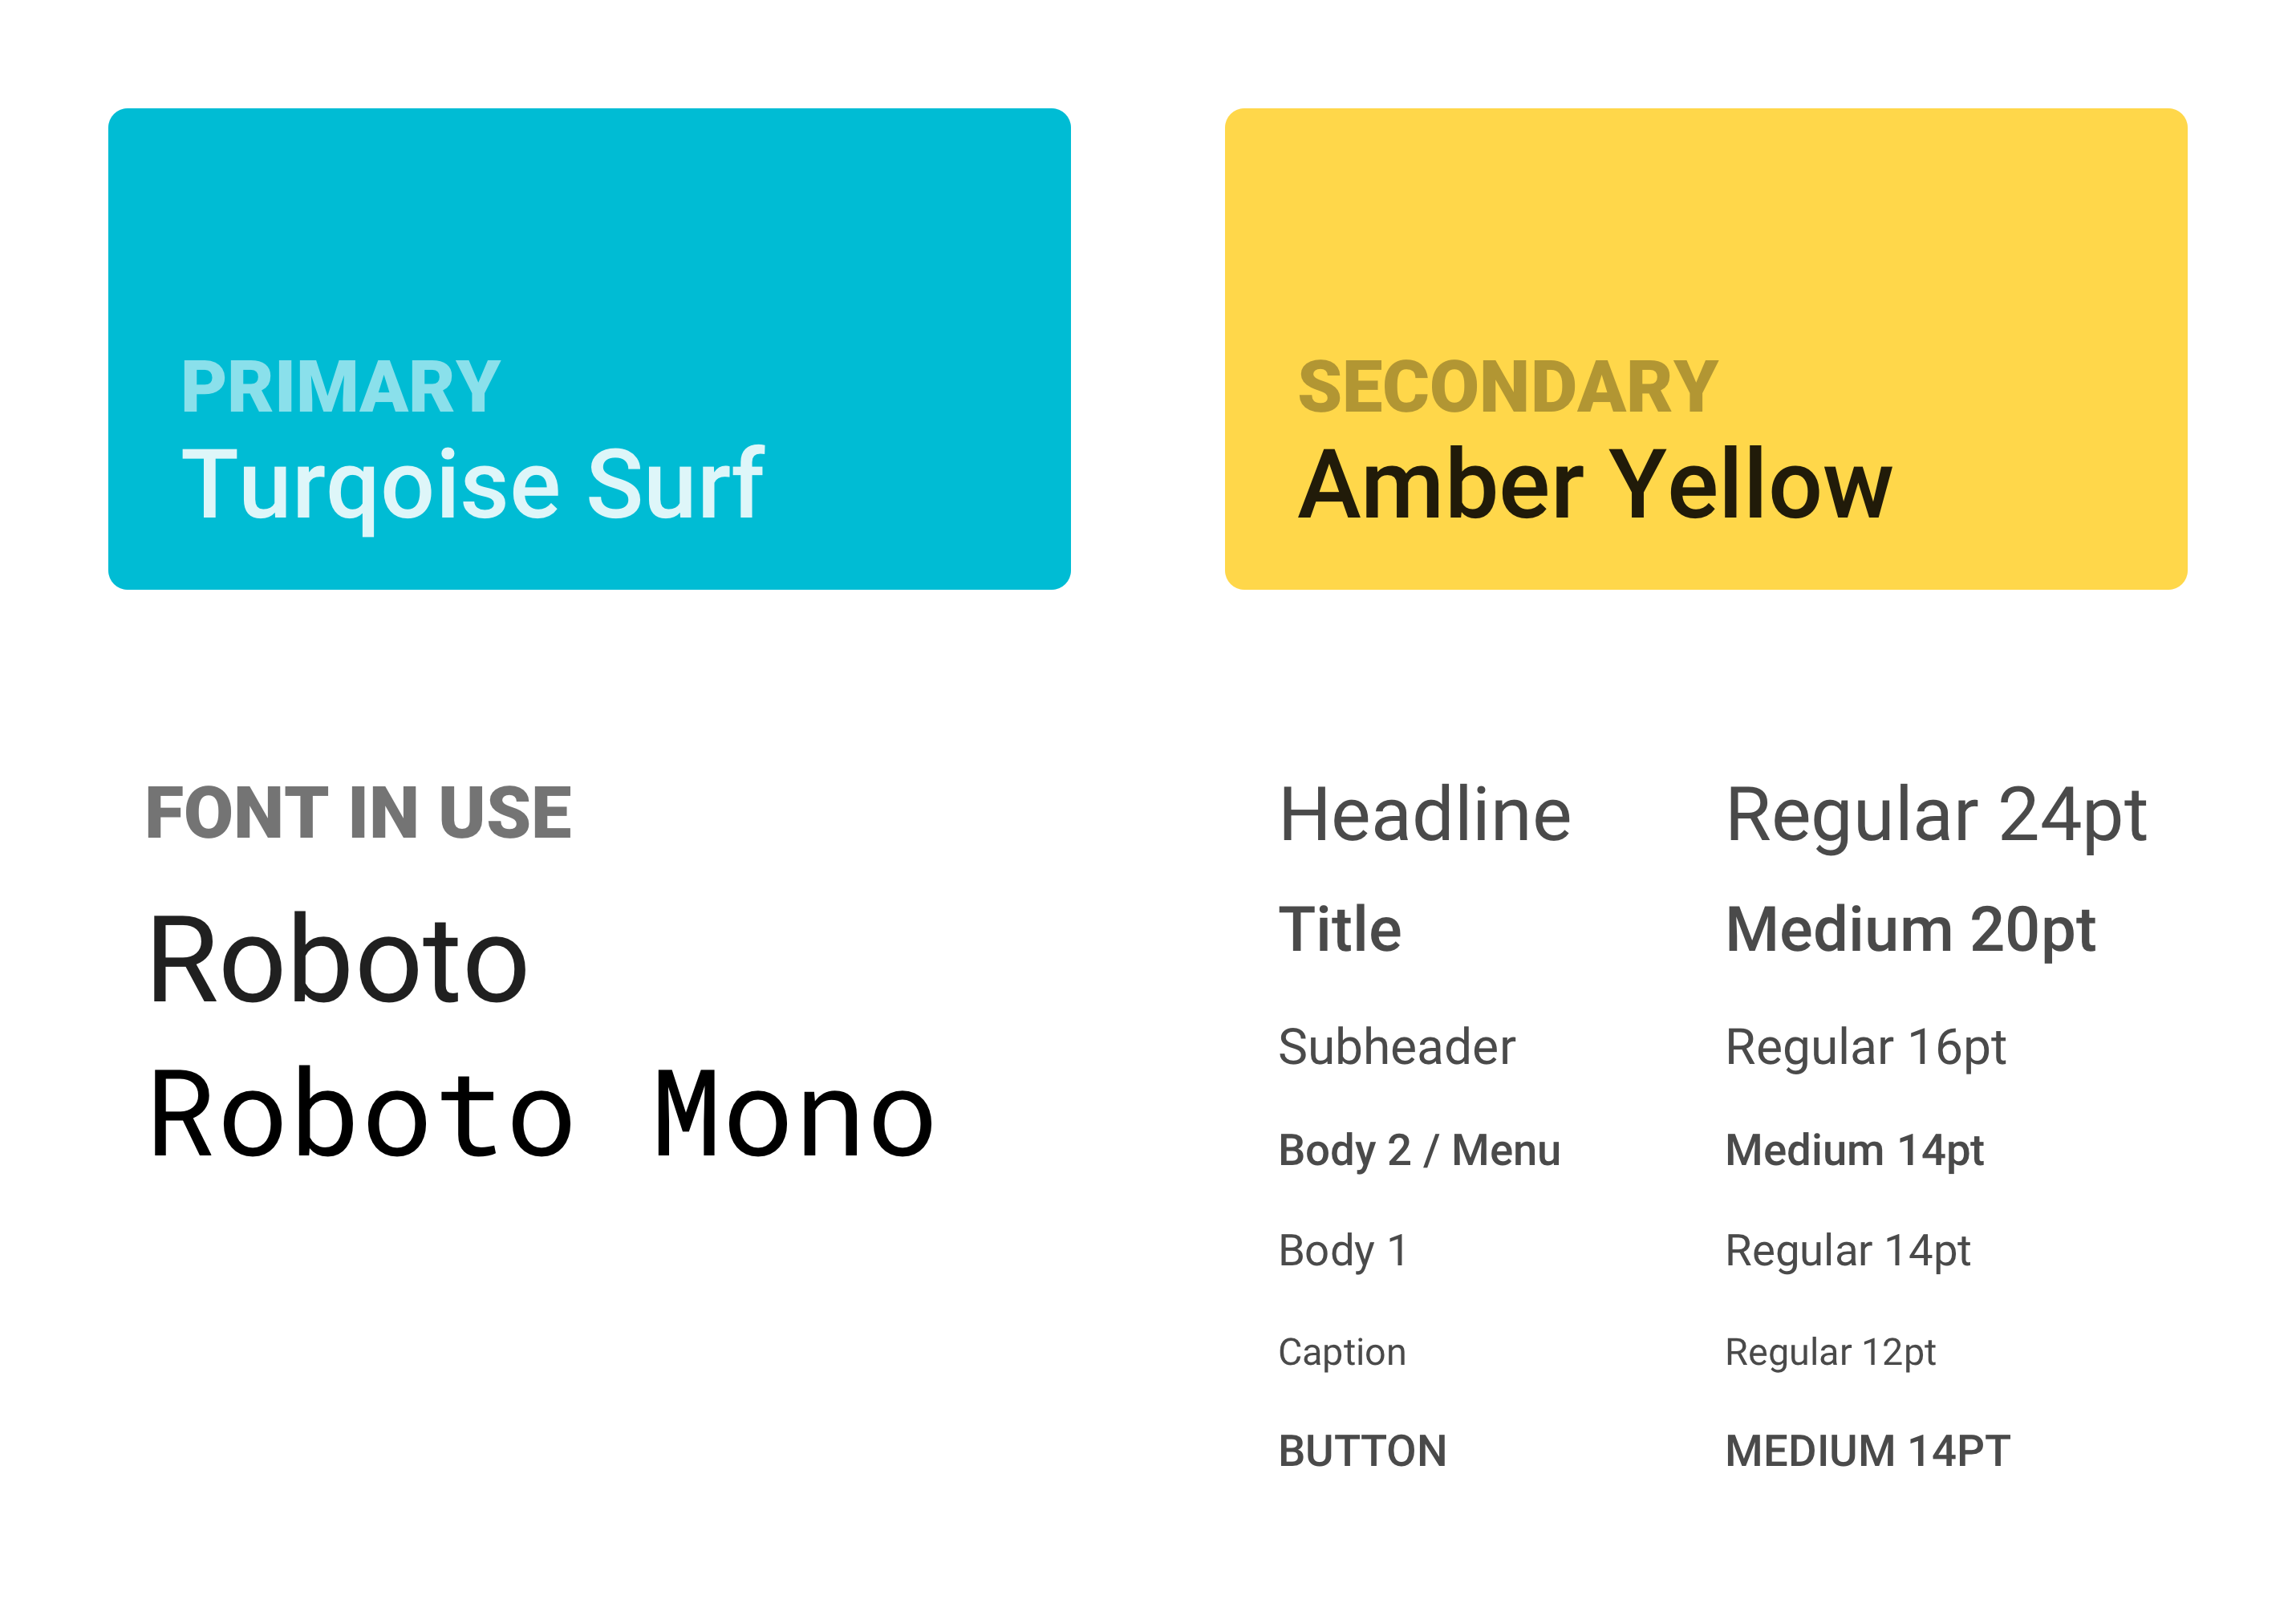 PRIMARY
Turqoise Surf
SECONDARY
Amber Yellow
FONT IN USE
Roboto
Roboto Mono
Headline Regular 24pt
Title Medium 20pt
Subheader Regular 16pt
Body 2 / Menu Medium 14pt
Body 1 Regular 14pt
Caption Regular 12pt
BUTTON MEDIUM 14PT